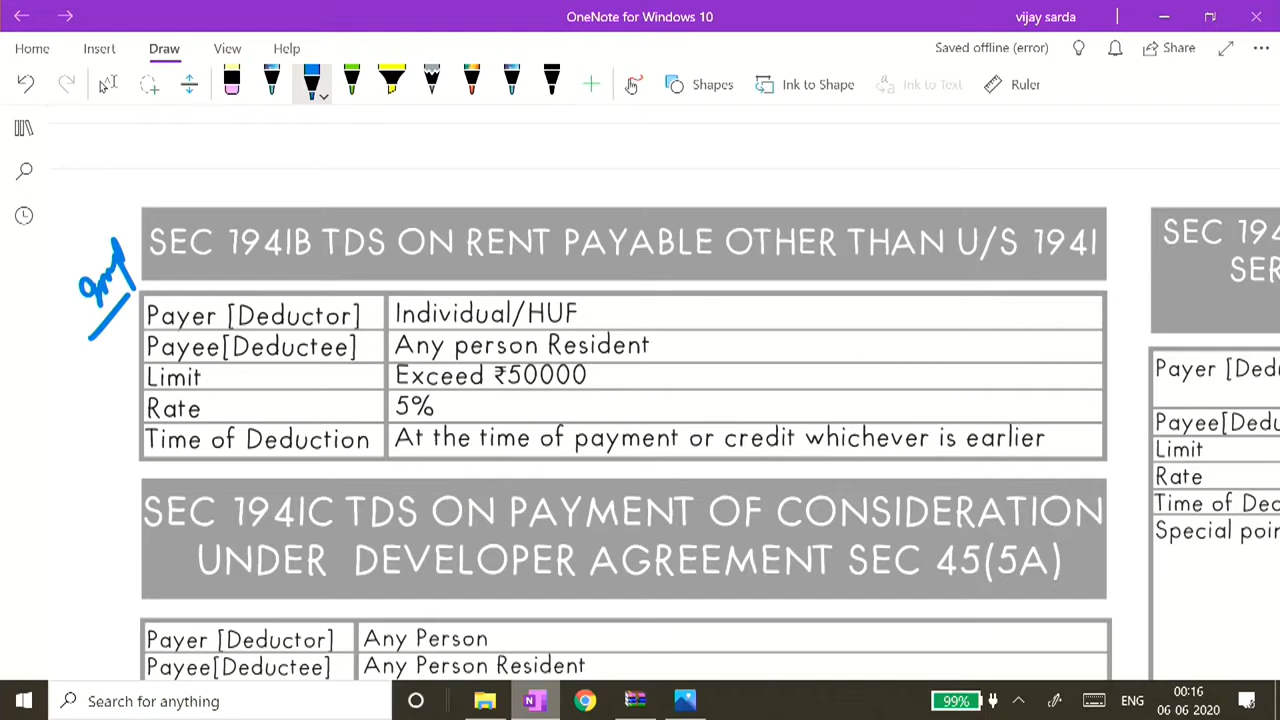 OneNote for Windows 10
vijay sarda
Home Insert Draw View Help
Saved offline (error)
Share
Shapes
Ink to Shape
Ink to Text
Ruler
Imp
SEC 194IB TDS ON RENT PAYABLE OTHER THAN U/S 194I
Payer [Deductor] Individual/HUF
Payee[Deductee] Any person Resident
Limit Exceed ₹50000
Rate 5%
Time of Deduction At the time of payment or credit whichever is earlier
SEC 194IC TDS ON PAYMENT OF CONSIDERATION
UNDER DEVELOPER AGREEMENT SEC 45(5A)
Payer [Deductor] Any Person
Payee[Deductee] Any Person Resident
SEC 194
SER
Payer [Dedu
Payee[Dedu
Limit
Rate
Time of Dec
Special poin
Search for anything
99%
ENG
00:16
06-06-2020
3